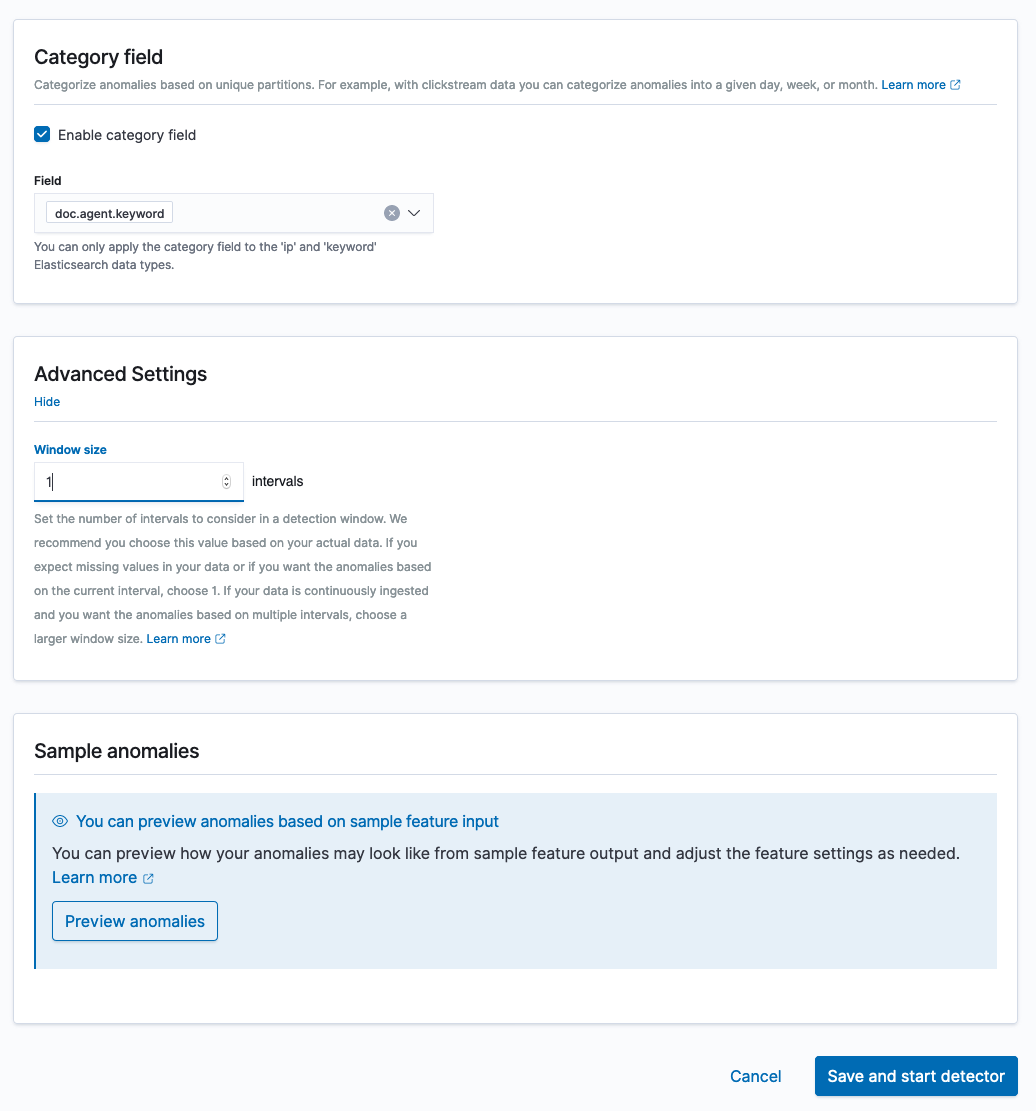 Category field
Categorize anomalies based on unique partitions. For example, with clickstream data you can categorize anomalies into a given day, week, or month. Learn more
Enable category field
Field
doc.agent.keyword
You can only apply the category field to the 'ip' and 'keyword'
Elasticsearch data types.
Advanced Settings
Hide
Window size
1 intervals
Set the number of intervals to consider in a detection window. We
recommend you choose this value based on your actual data. If you
expect missing values in your data or if you want the anomalies based
on the current interval, choose 1. If your data is continuously ingested
and you want the anomalies based on multiple intervals, choose a
larger window size. Learn more
Sample anomalies
You can preview anomalies based on sample feature input
You can preview how your anomalies may look like from sample feature output and adjust the feature settings as needed.
Learn more
Preview anomalies
Cancel Save and start detector